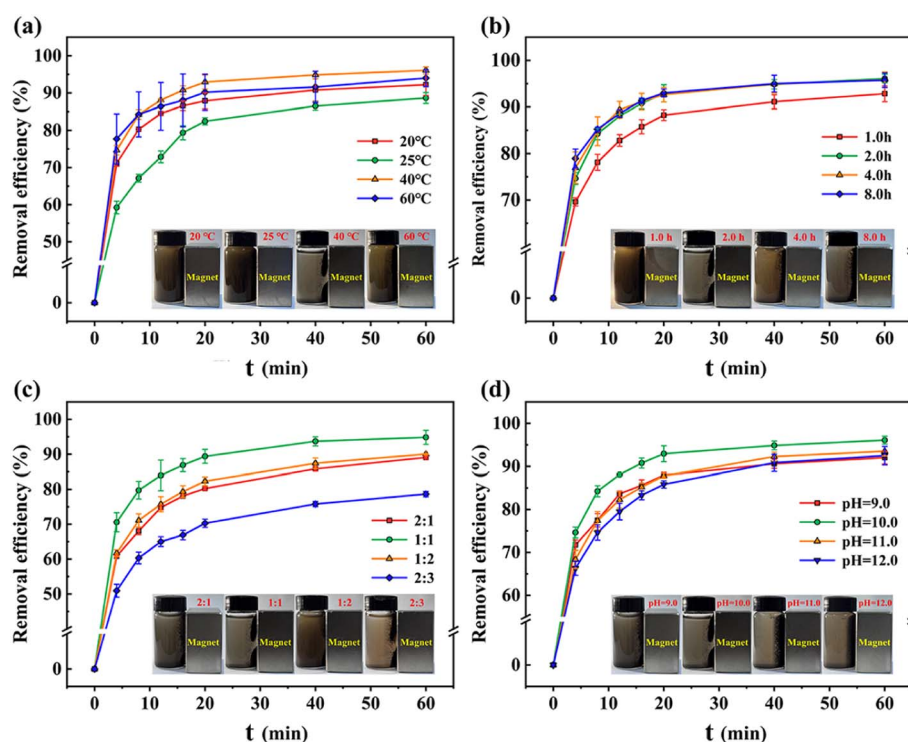 (a)
Removal efficiency (%)
100
90
80
70
60
50
40
0
20°C
25°C
40°C
60°C
20 °C
25 °C
40 °C
60 °C
Magnet
Magnet
Magnet
Magnet
0 10 20 30 40 50 60
t (min)
(b)
Removal efficiency (%)
100
90
80
70
0
1.0h
2.0h
4.0h
8.0h
1.0 h
2.0 h
4.0 h
8.0 h
Magnet
Magnet
Magnet
Magnet
0 10 20 30 40 50 60
t (min)
(c)
Removal efficiency (%)
100
90
80
70
60
50
0
2:1
1:1
1:2
2:3
2:1
1:1
1:2
2:3
Magnet
Magnet
Magnet
Magnet
0 10 20 30 40 50 60
t (min)
(d)
Removal efficiency (%)
100
90
80
70
60
0
pH=9.0
pH=10.0
pH=11.0
pH=12.0
pH=9.0
pH=10.0
pH=11.0
pH=12.0
Magnet
Magnet
Magnet
Magnet
0 10 20 30 40 50 60
t (min)